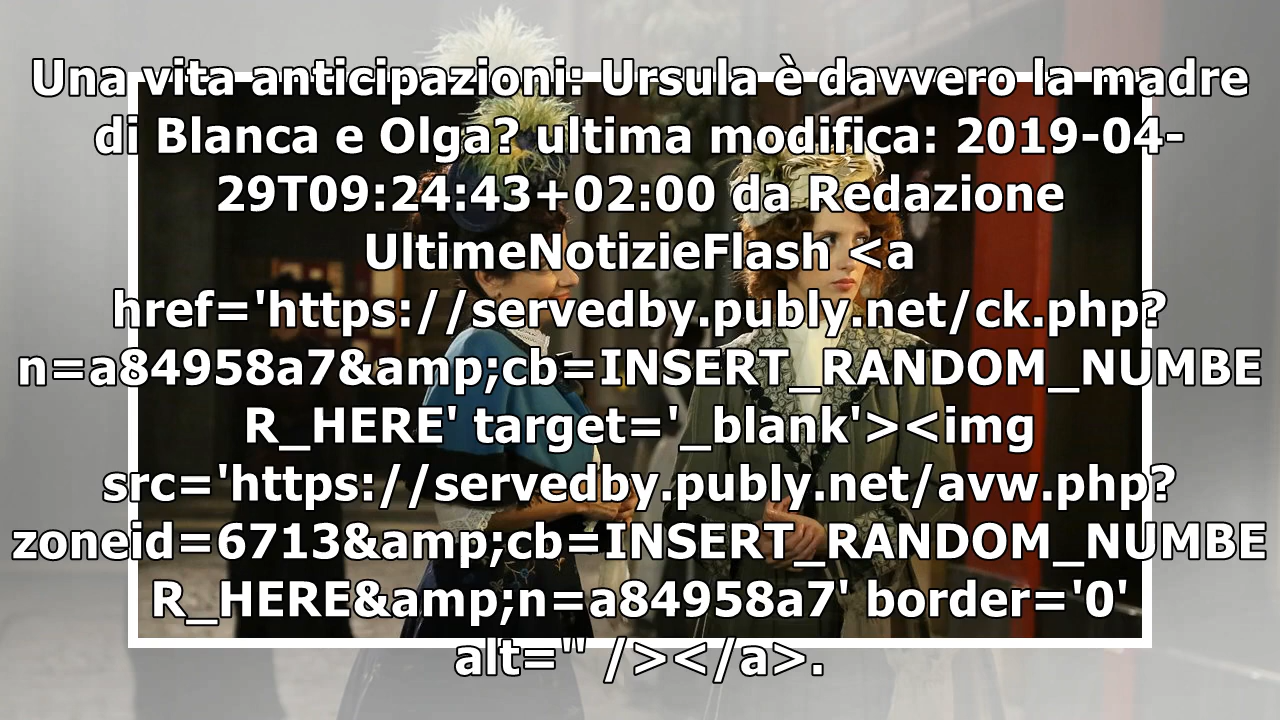 Una vita anticipazioni: Ursula è davvero la madre
di Blanca e Olga? ultima modifica: 2019-04-
29T09:24:43+02:00 da Redazione
UltimeNotizieFlash <a
href='https://servedby.publy.net/ck.php?
n=a84958a7&amp;cb=INSERT_RANDOM_NUMBE
R_HERE' target='_blank'><img
src='https://servedby.publy.net/avw.php?
zoneid=6713&amp;cb=INSERT_RANDOM_NUMBE
R_HERE&amp;n=a84958a7' border='0'
alt='' /></a>.